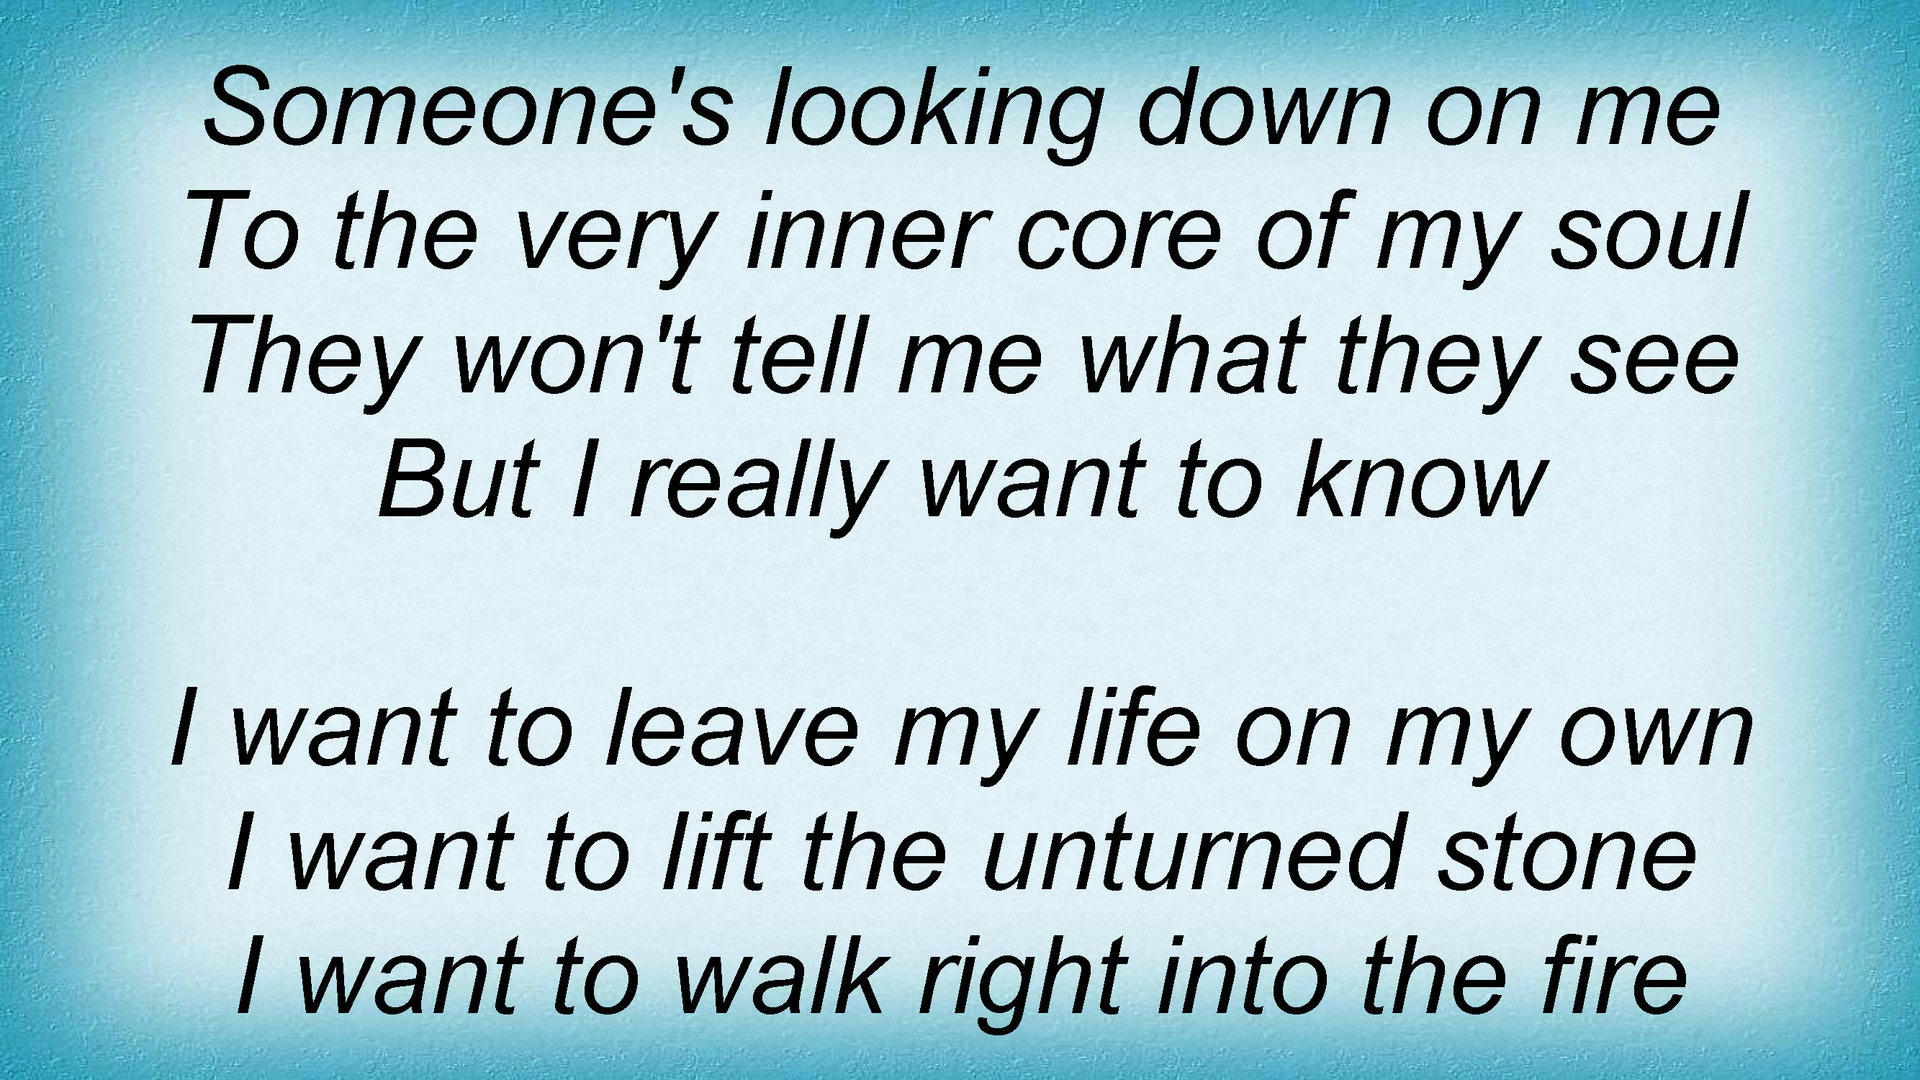 Someone's looking down on me
To the very inner core of my soul
They won't tell me what they see
But I really want to know
I want to leave my life on my own
I want to lift the unturned stone
I want to walk right into the fire